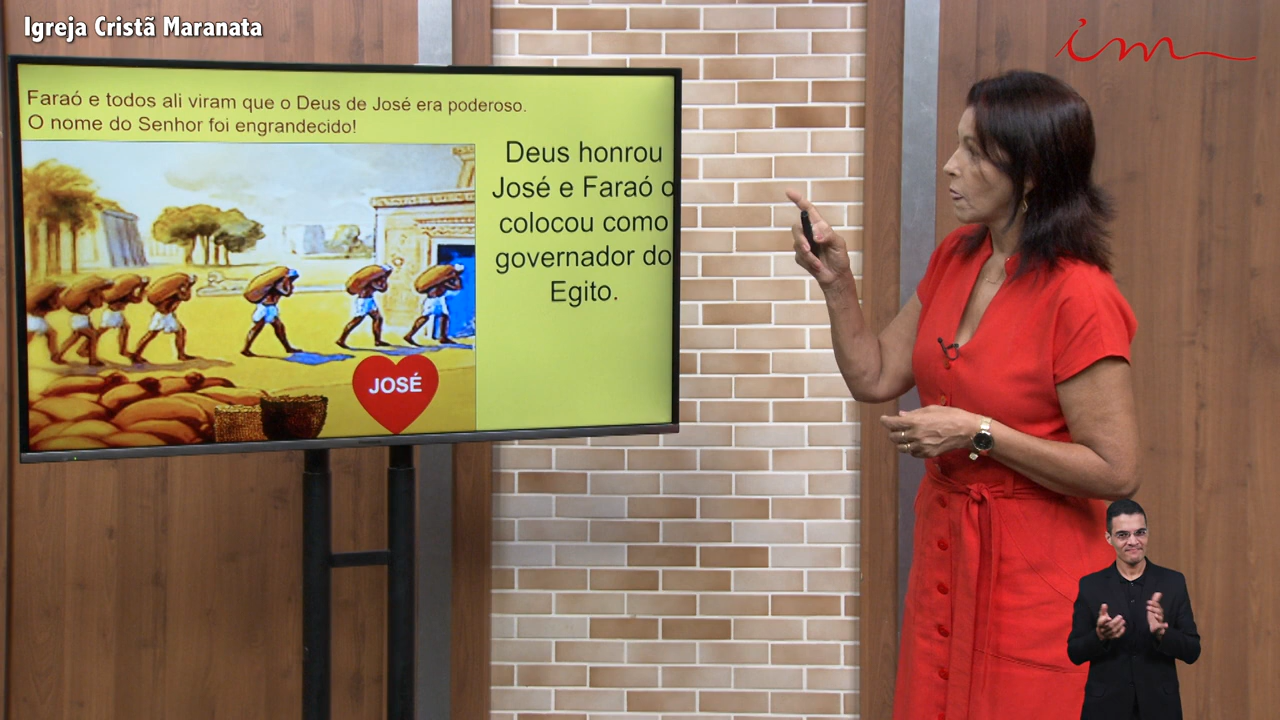 Igreja Cristã Maranata
im
Faraó e todos ali viram que o Deus de José era poderoso.
O nome do Senhor foi engrandecido!
Deus honrou
José e Faraó o
colocou como
governador do
Egito.
JOSÉ